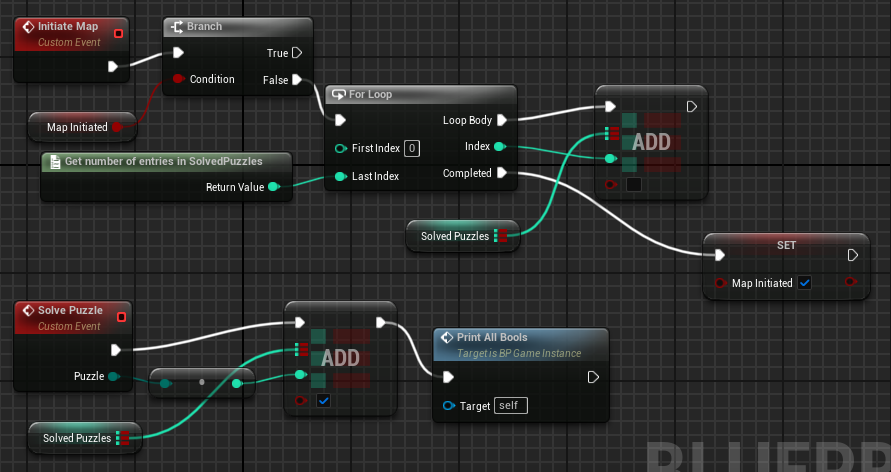 Initiate Map
Custom Event
Branch
True
Condition
False
Map Initiated
For Loop
Loop Body
First Index 0
Index
Last Index
Completed
Get number of entries in SolvedPuzzles
Return Value
ADD
Solved Puzzles
SET
Map Initiated
Solve Puzzle
Custom Event
Puzzle
Solved Puzzles
ADD
Print All Bools
Target is BP Game Instance
Target self